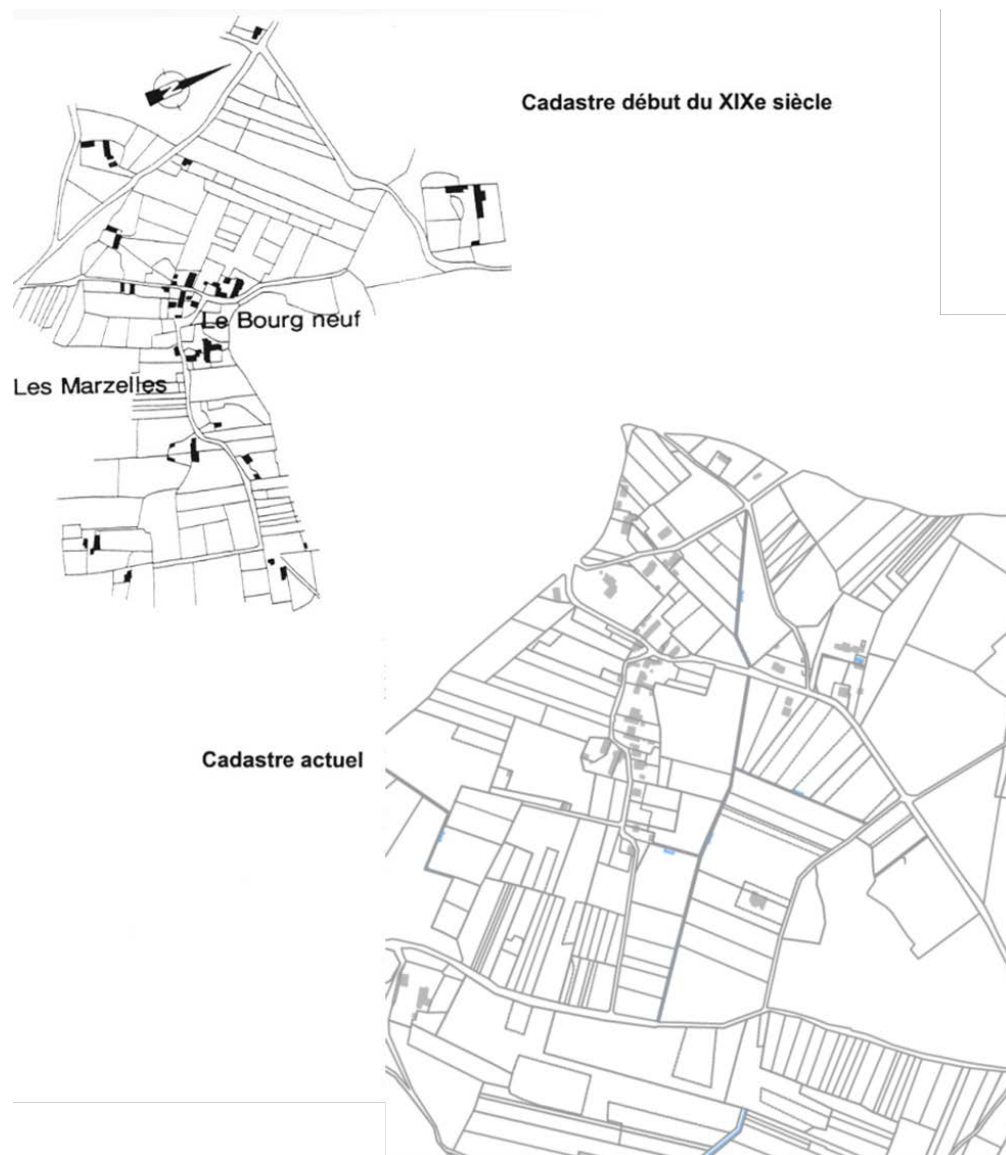 N
Cadastre début du XIXe siècle
Le Bourg neuf
Les Marzelles
Cadastre actuel